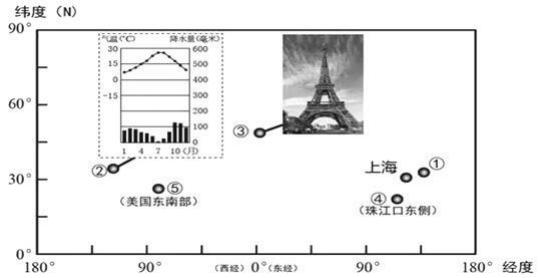 纬度（N）
90°
60°
30°
0°
气温(℃) 降水量(毫米)
30 600
15 500
0 400
-15 300
200
100
0
1 4 7 10(月)
③
②
⑤
(美国东南部)
上海
①
④
(珠江口东侧)
180° 90° (西经) 0° (东经) 90° 180° 经度